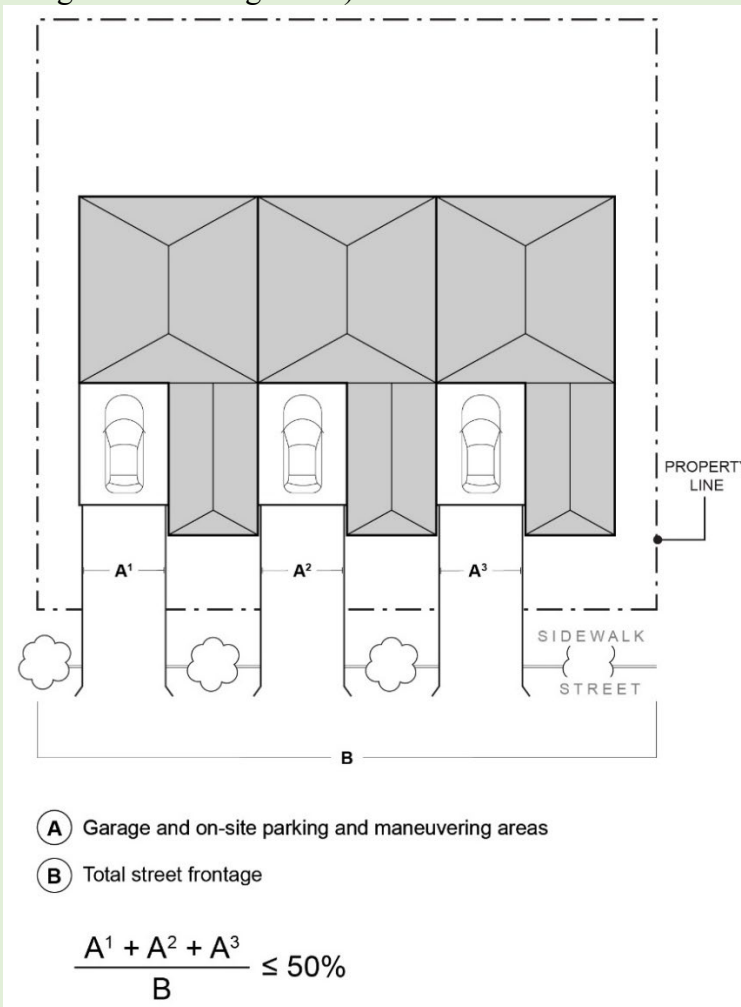 PROPERTY
LINE
A¹
A²
A³
SIDEWALK
STREET
B
A Garage and on-site parking and maneuvering areas
B Total street frontage
A¹ + A² + A³
B
≤ 50%